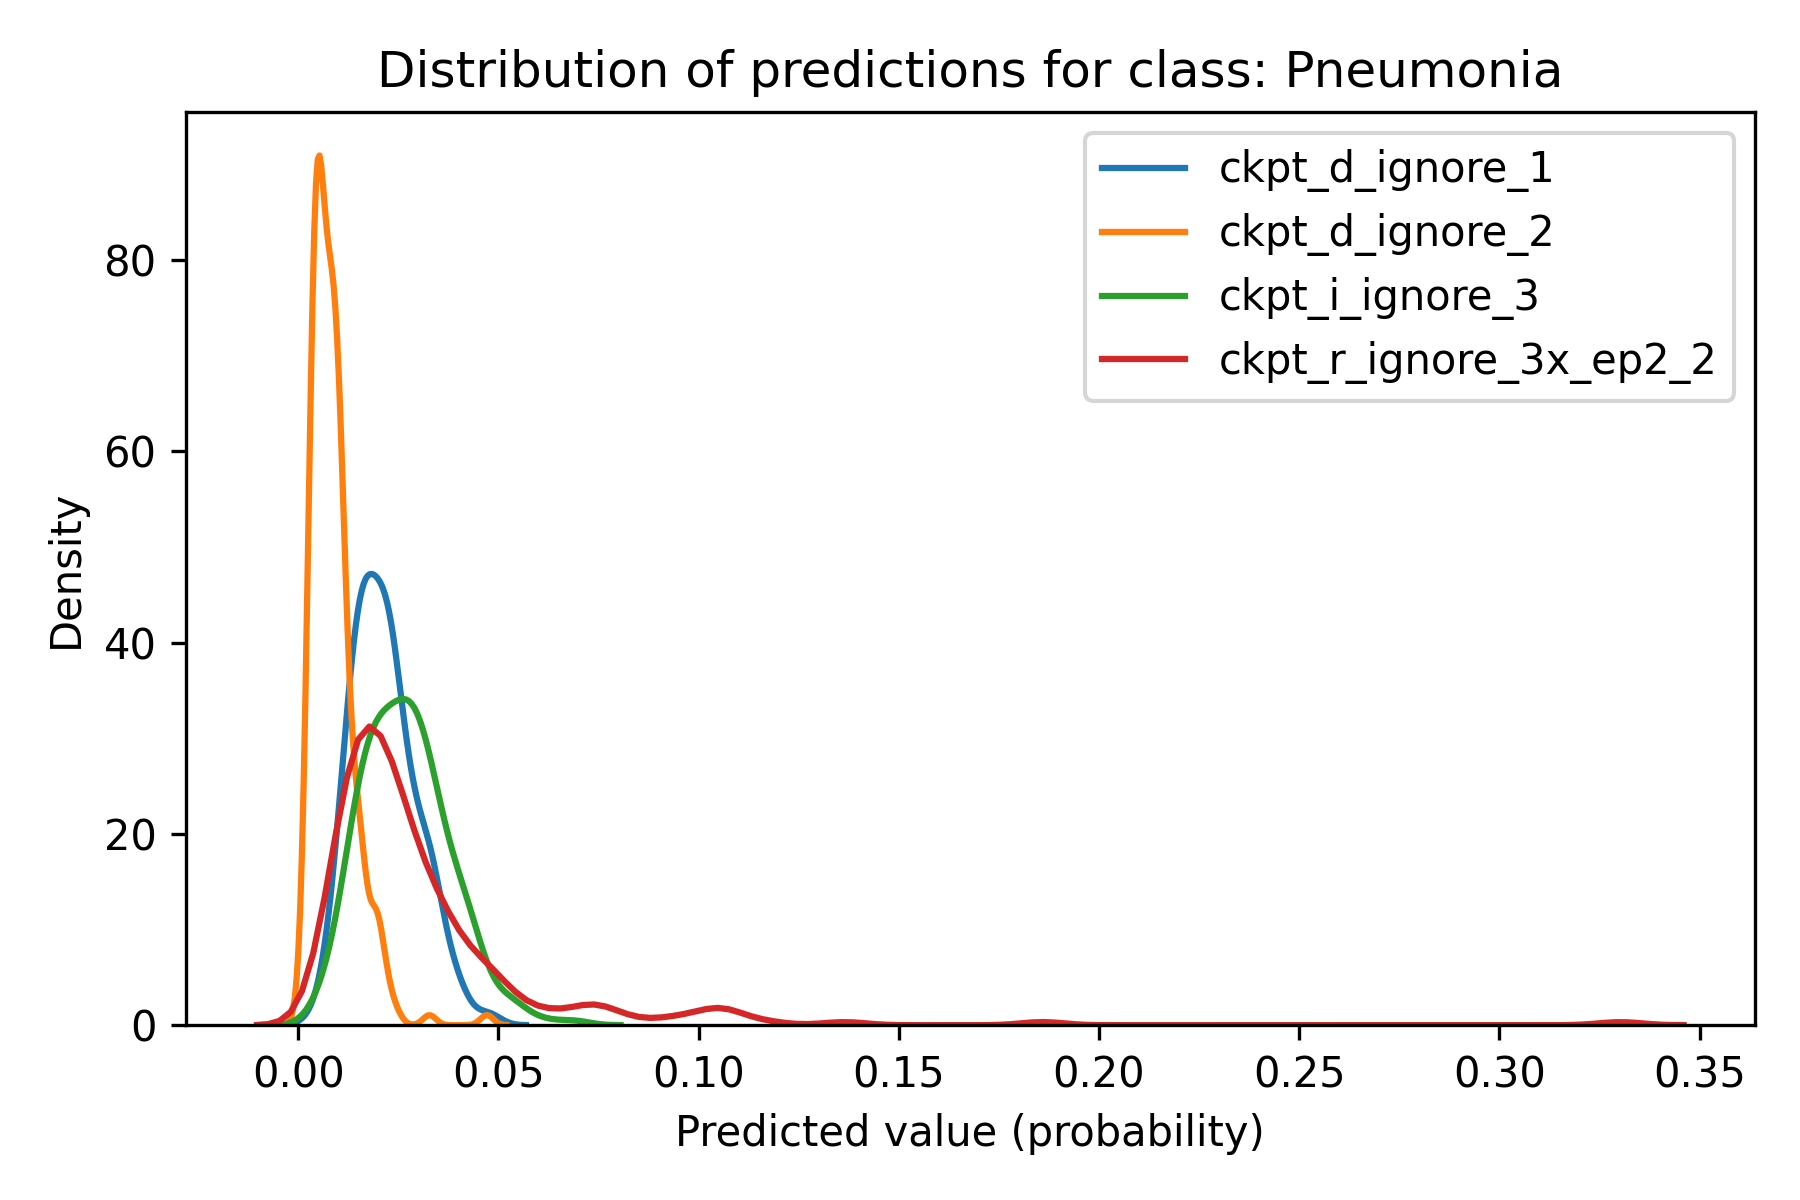 Distribution of predictions for class: Pneumonia
ckpt_d_ignore_1
ckpt_d_ignore_2
ckpt_i_ignore_3
ckpt_r_ignore_3x_ep2_2
Density
80
60
40
20
0
0.00 0.05 0.10 0.15 0.20 0.25 0.30 0.35
Predicted value (probability)